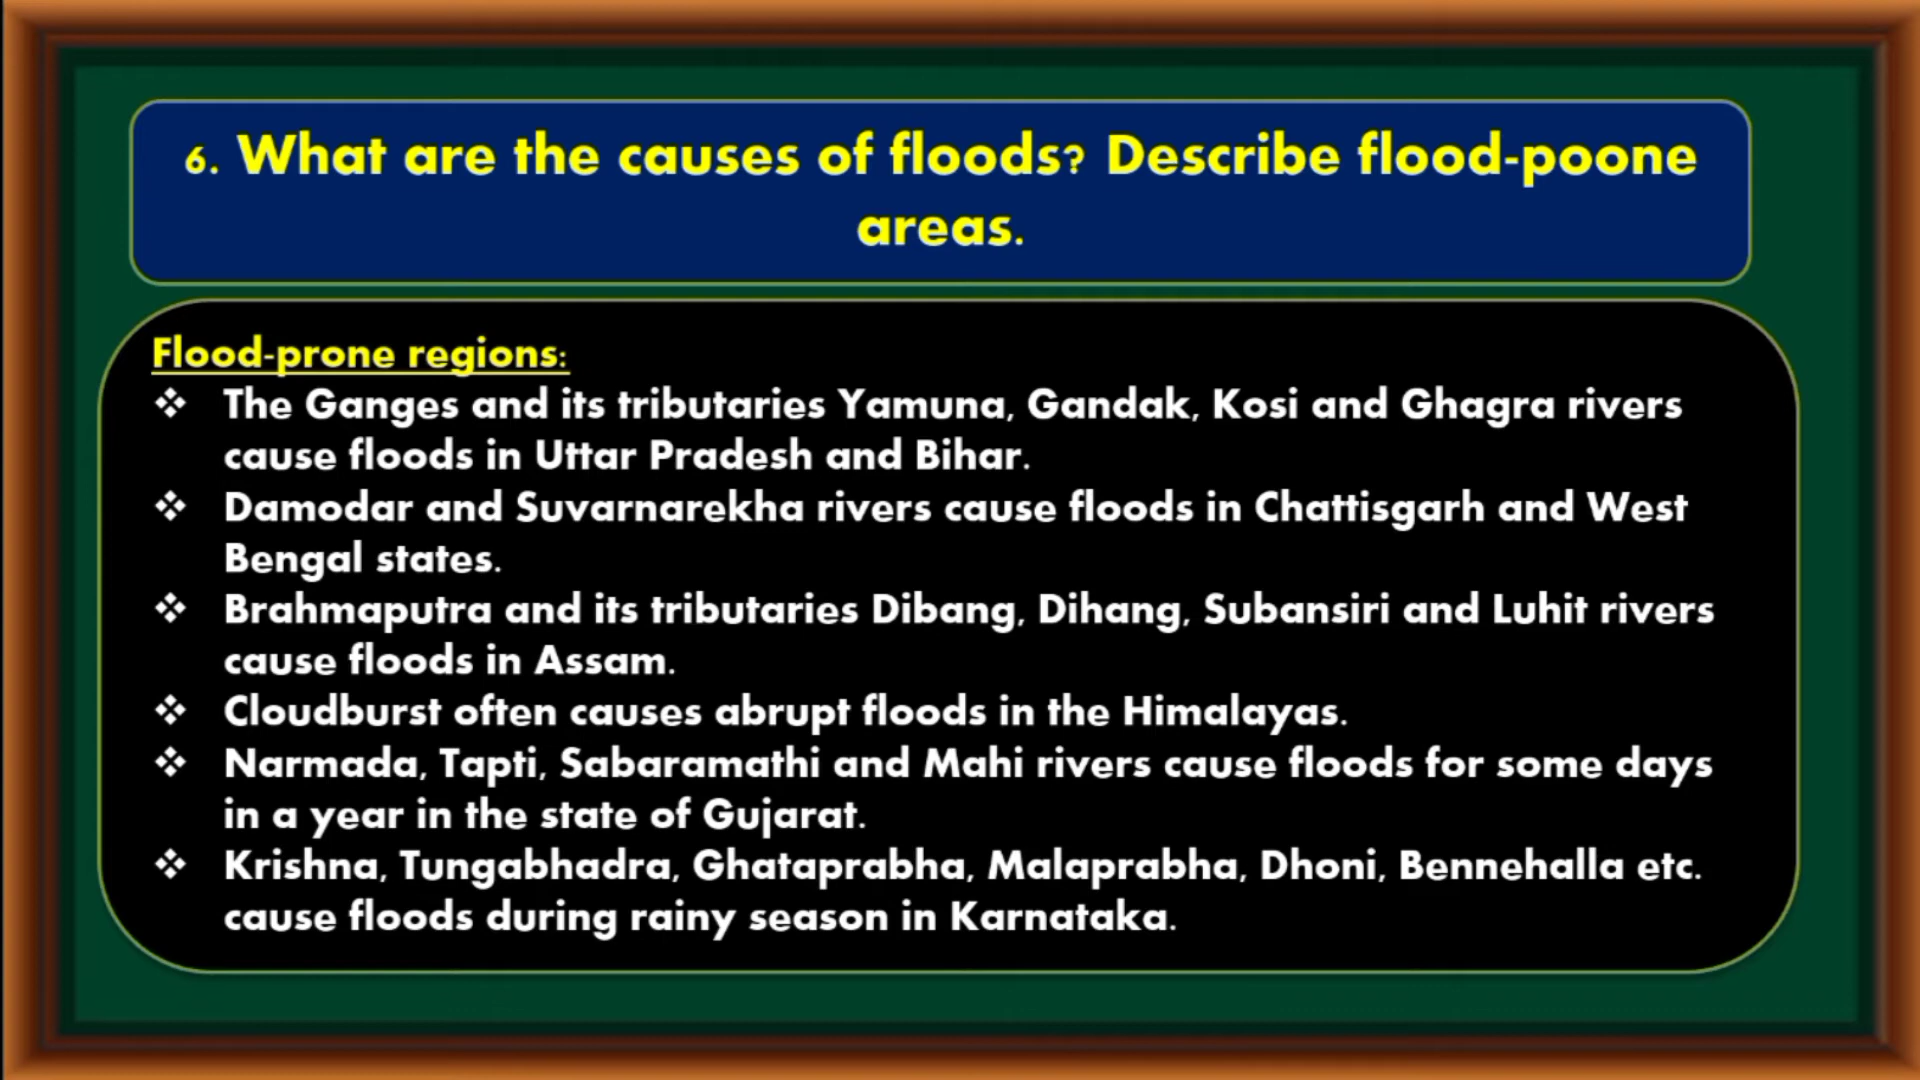 6. What are the causes of floods? Describe flood-poone
areas.
Flood-prone regions:
❖ The Ganges and its tributaries Yamuna, Gandak, Kosi and Ghagra rivers
cause floods in Uttar Pradesh and Bihar.
❖ Damodar and Suvarnarekha rivers cause floods in Chattisgarh and West
Bengal states.
❖ Brahmaputra and its tributaries Dibang, Dihang, Subansiri and Luhit rivers
cause floods in Assam.
❖ Cloudburst often causes abrupt floods in the Himalayas.
❖ Narmada, Tapti, Sabaramathi and Mahi rivers cause floods for some days
in a year in the state of Gujarat.
❖ Krishna, Tungabhadra, Ghataprabha, Malaprabha, Dhoni, Bennehalla etc.
cause floods during rainy season in Karnataka.